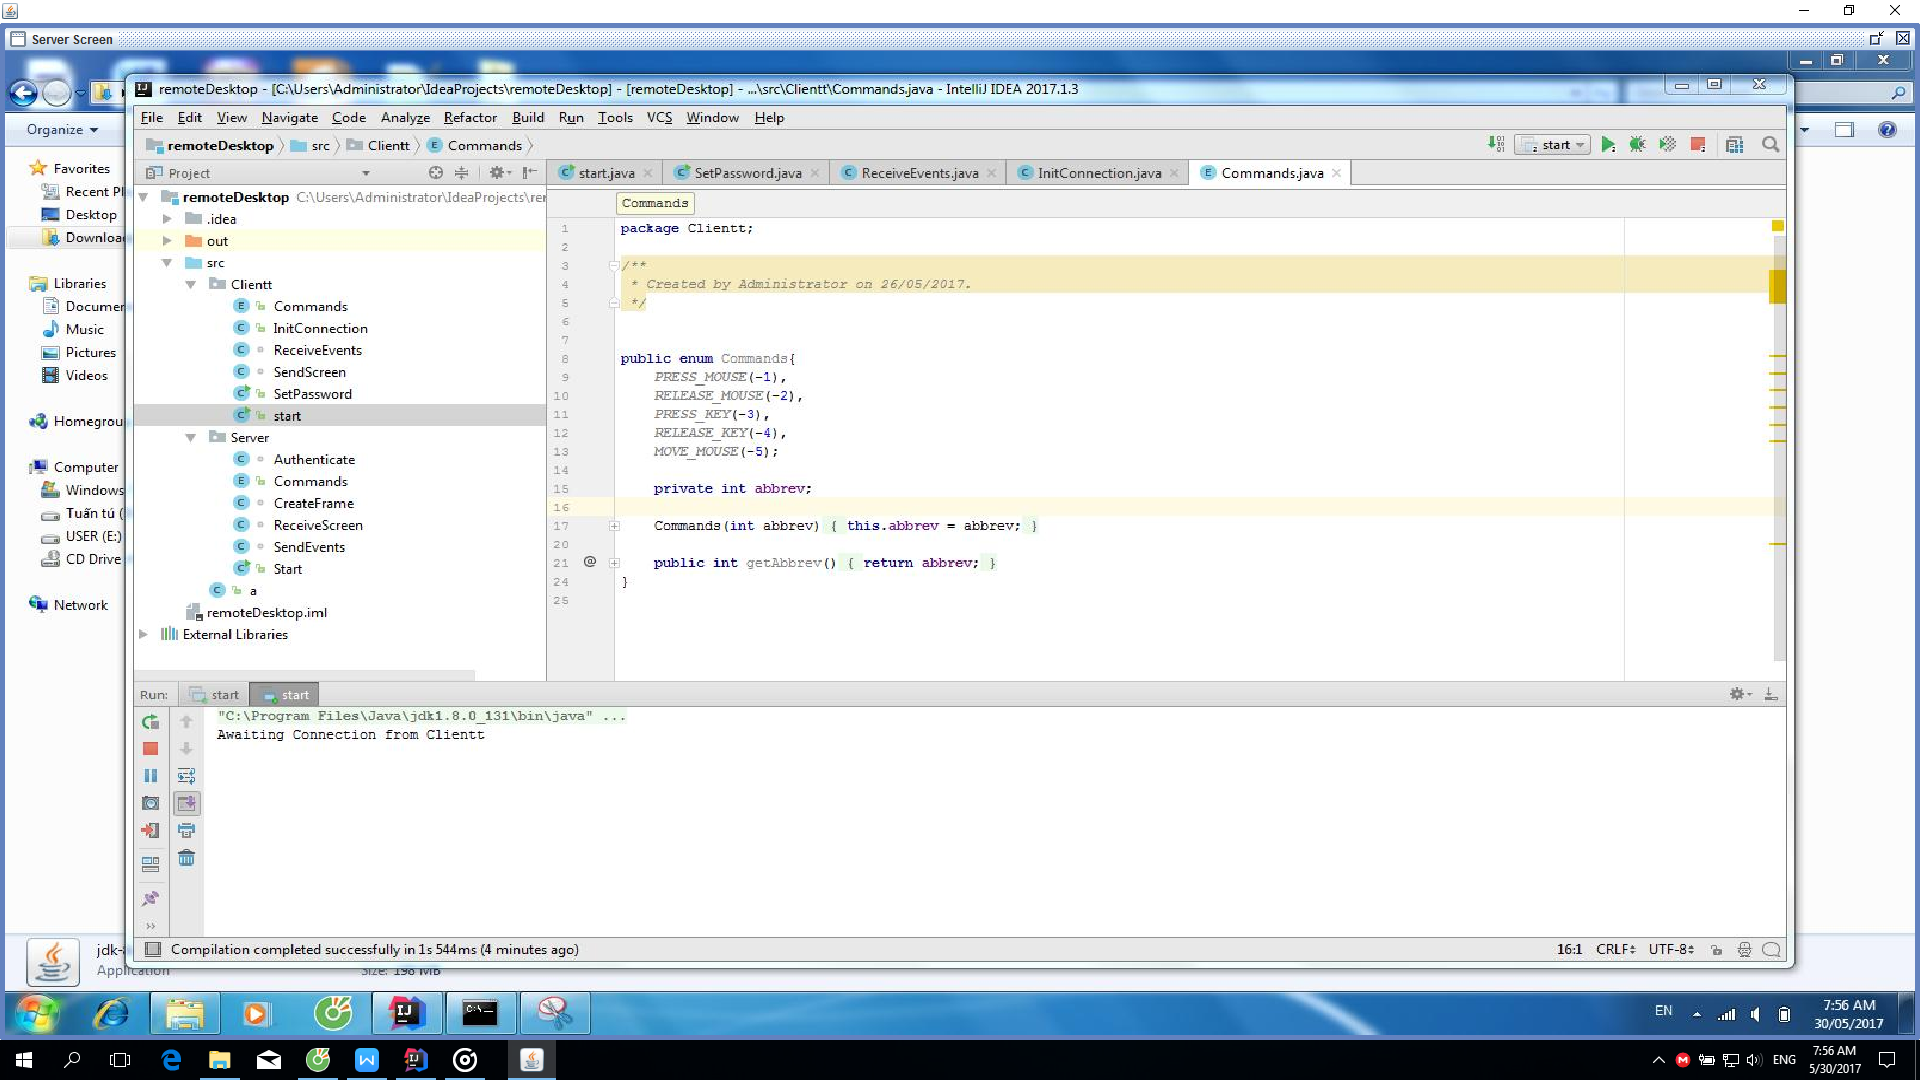 Server Screen
remoteDesktop - [C:\Users\Administrator\IdeaProjects\remoteDesktop] - [remoteDesktop] - ...\src\Clientt\Commands.java - IntelliJ IDEA 2017.1.3
File Edit View Navigate Code Analyze Refactor Build Run Tools VCS Window Help
Organize
remoteDesktop src Clientt Commands
start
Project
start.java SetPassword.java ReceiveEvents.java InitConnection.java Commands.java
Favorites
Recent Pl
Desktop
Downloa
Libraries
Documer
Music
Pictures
Videos
Homegrou
Computer
Windows
Tuấn tú (
USER (E:)
CD Drive
Network
remoteDesktop C:\Users\Administrator\IdeaProjects\rer
.idea
out
src
Clientt
Commands
InitConnection
ReceiveEvents
SendScreen
SetPassword
start
Server
Authenticate
Commands
CreateFrame
ReceiveScreen
SendEvents
Start
a
remoteDesktop.iml
External Libraries
Commands
1 package Clientt;
2
3 /**
4 * Created by Administrator on 26/05/2017.
5 */
6
7
8 public enum Commands{
9 PRESS_MOUSE(-1),
10 RELEASE_MOUSE(-2),
11 PRESS_KEY(-3),
12 RELEASE_KEY(-4),
13 MOVE_MOUSE(-5);
14
15 private int abbrev;
16
17 Commands(int abbrev) { this.abbrev = abbrev; }
20
21 @ public int getAbbrev() { return abbrev; }
24 }
25
Run: start start
"C:\Program Files\Java\jdk1.8.0_131\bin\java" ...
Awaiting Connection from Clientt
Compilation completed successfully in 1s 544ms (4 minutes ago)
16:1 CRLF UTF-8
jdk-
Application
Size: 198 MB
EN
7:56 AM
30/05/2017
ENG
7:56 AM
5/30/2017